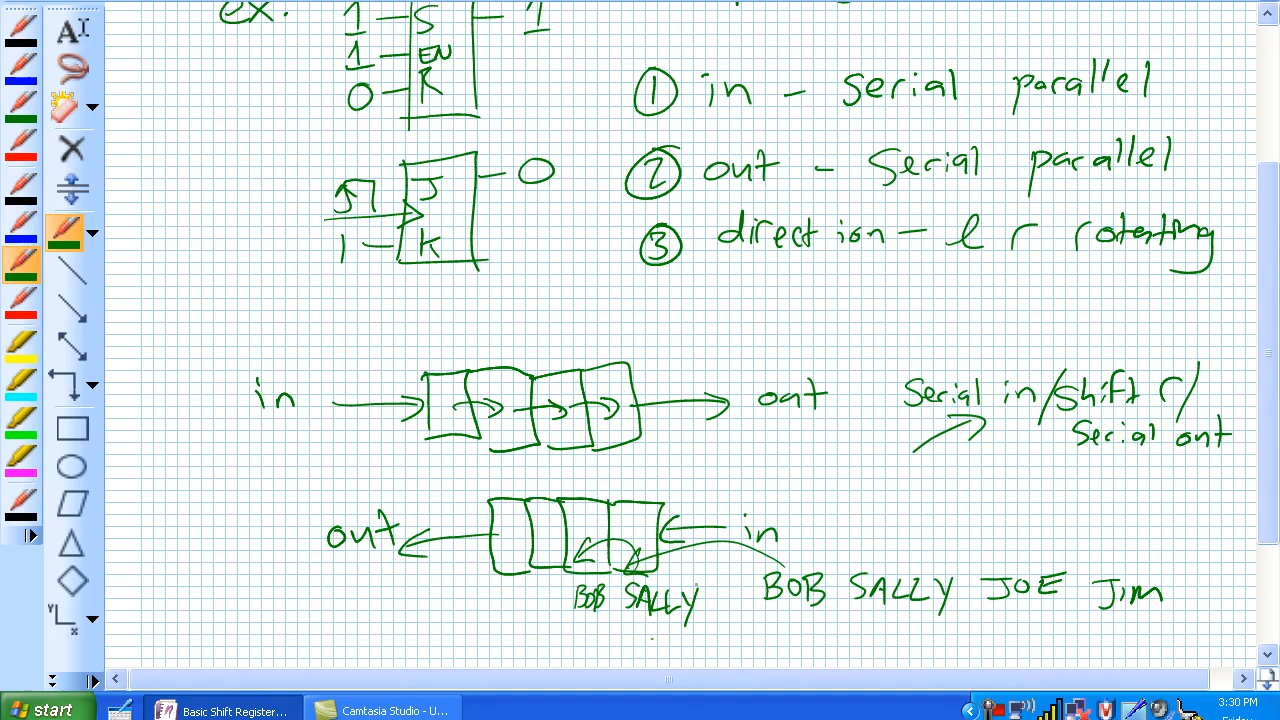 ex. 1 S 1
1 EN
0 R
① in - serial parallel
② out - serial parallel
J 0
1 K
③ direction - l r rotating
in out Serial in/shift r/
Serial out
out in
BOB SALLY BOB SALLY JOE JIM
start Basic Shift Register... Camtasia Studio - U... 3:30 PM
Friday